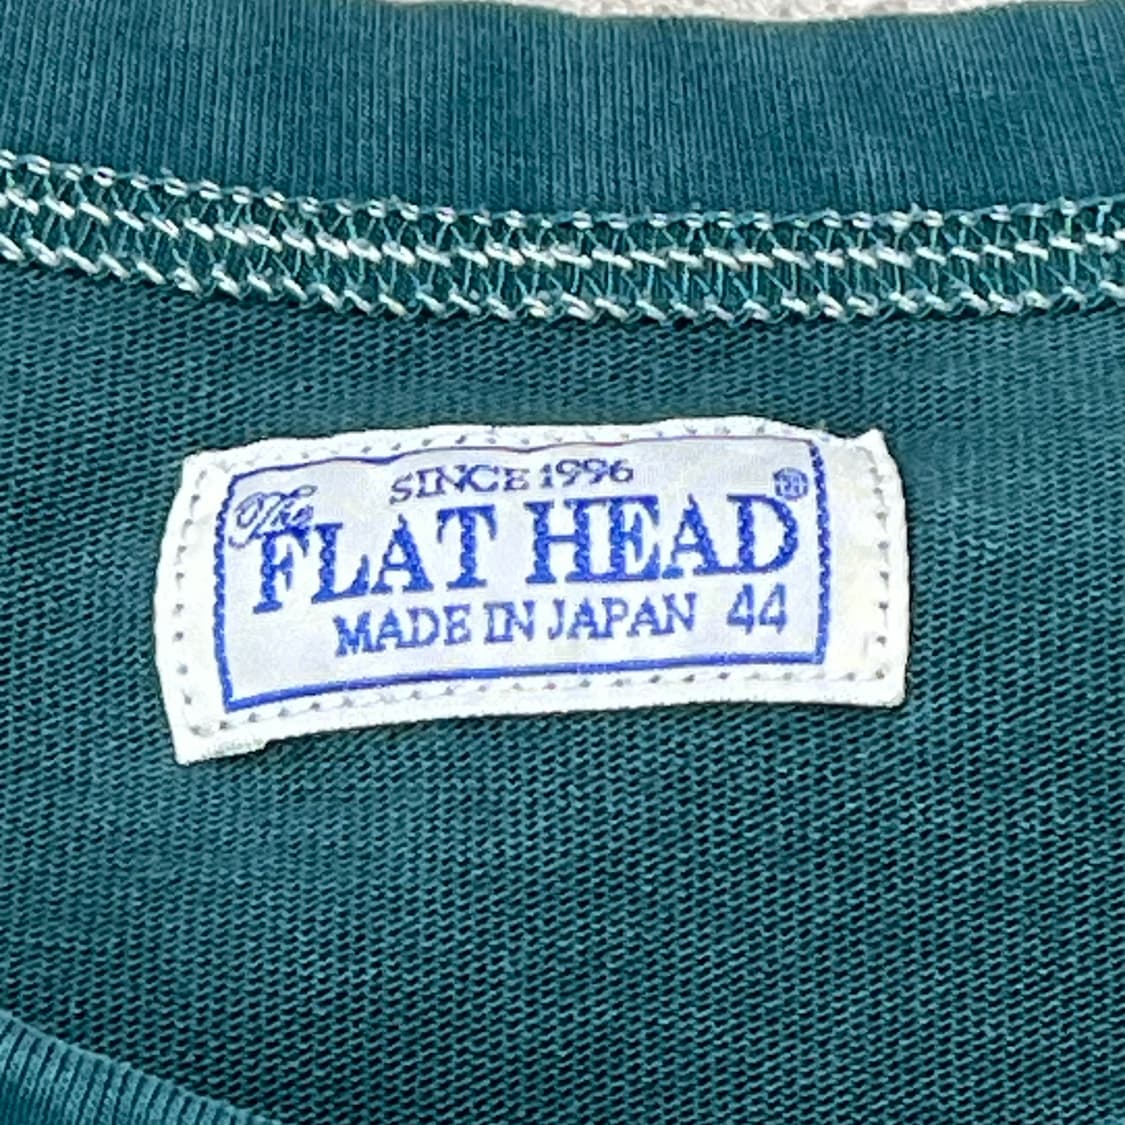 SINCE 1996
The
FLAT HEAD
MADE IN JAPAN 44